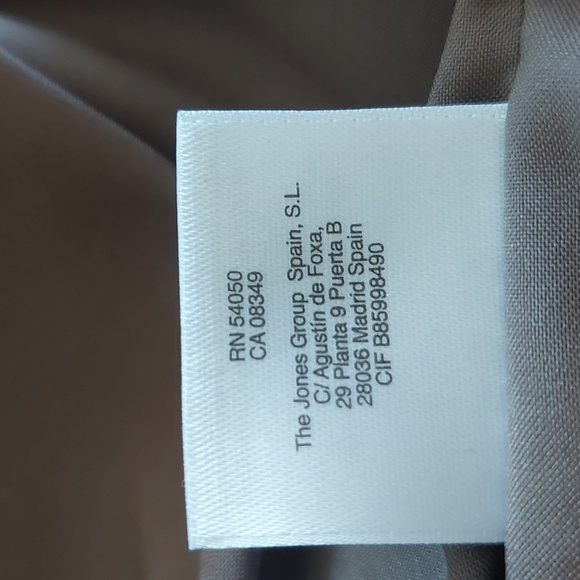 RN 54050
CA 08349
The Jones Group Spain, S.L.
C/ Agustín de Foxa,
29 Planta 9 Puerta B
28036 Madrid Spain
CIF B85998490